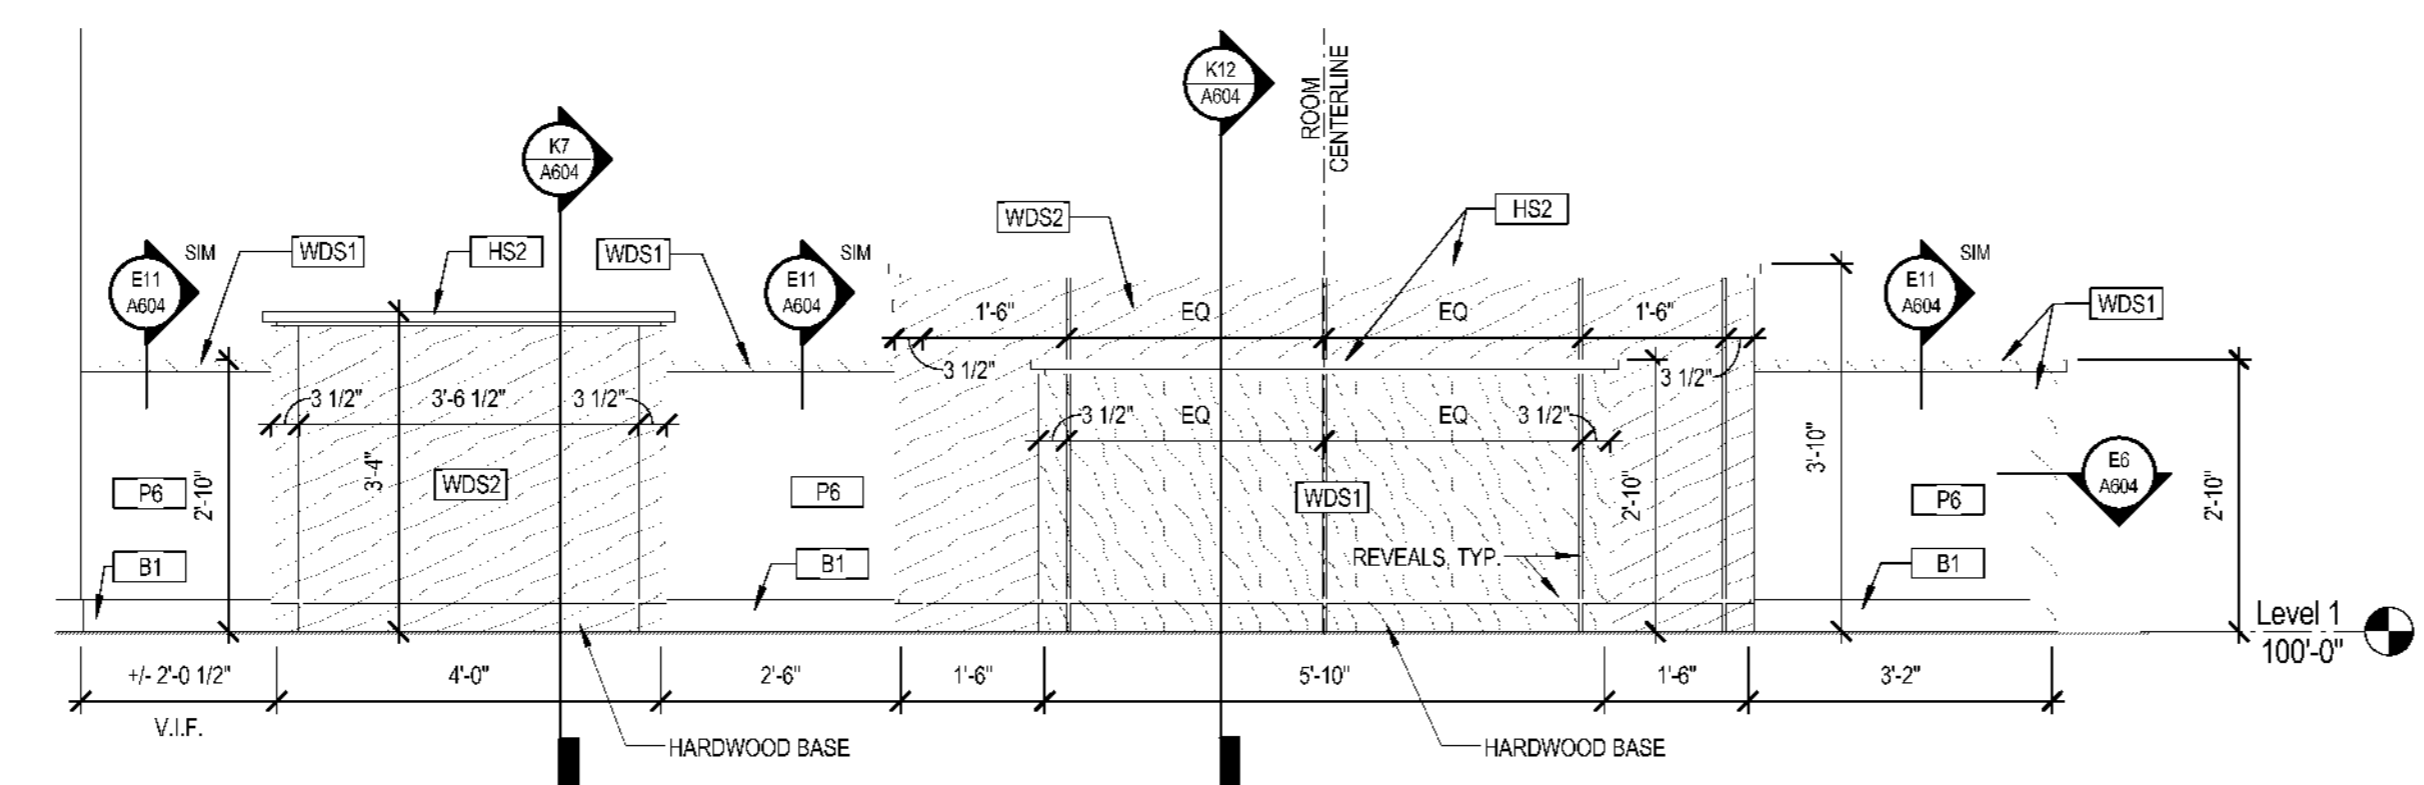 K12
A604
ROOM
CENTERLINE
K7
A604
WDS2
HS2
E11
A604
SIM
WDS1
HS2
WDS1
E11
A604
SIM
E11
A604
SIM
WDS1
1'-6"
EQ
EQ
1'-6"
3 1/2"
3 1/2"
3 1/2"
3'-6 1/2"
3 1/2"
3 1/2"
EQ
EQ
3 1/2"
P6
2'-10"
3'-4"
WDS2
P6
WDS1
2'-10"
3'-10"
P6
E6
A604
2'-10"
B1
B1
REVEALS, TYP.
B1
Level 1
100'-0"
+/- 2'-0 1/2"
4'-0"
2'-6"
1'-6"
5'-10"
1'-6"
3'-2"
V.I.F.
HARDWOOD BASE
HARDWOOD BASE